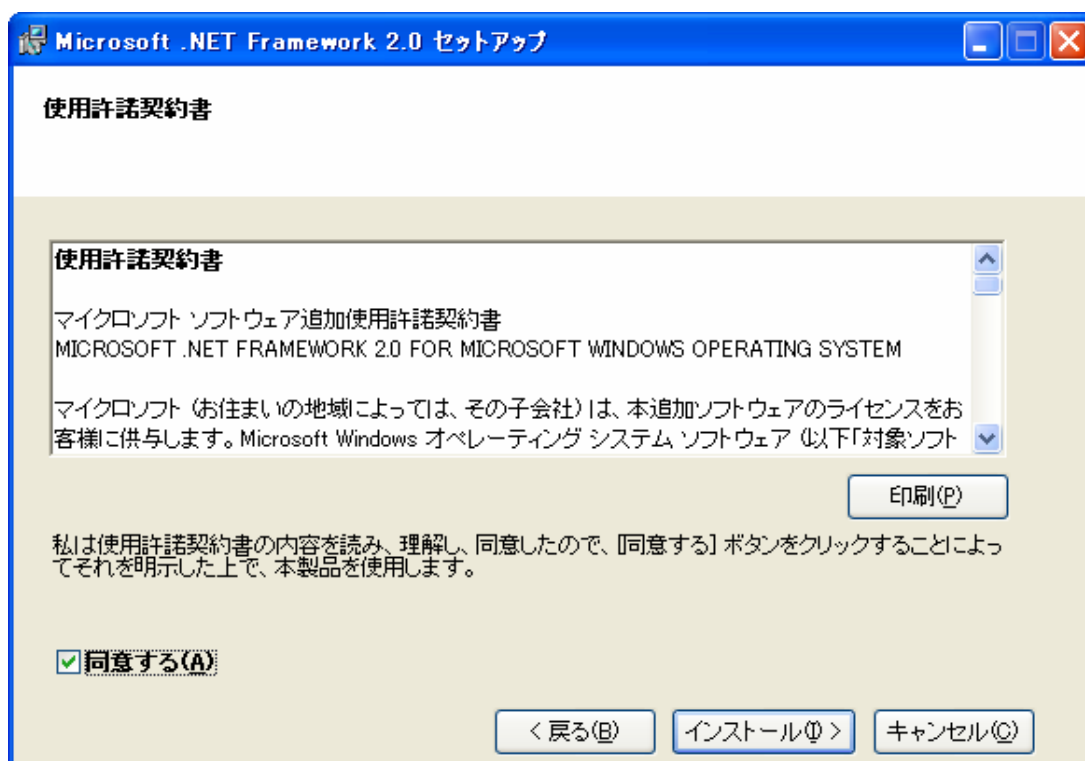 Microsoft .NET Framework 2.0 セットアップ
使用許諾契約書
使用許諾契約書
マイクロソフト ソフトウェア追加使用許諾契約書
MICROSOFT .NET FRAMEWORK 2.0 FOR MICROSOFT WINDOWS OPERATING SYSTEM
マイクロソフト (お住まいの地域によっては、その子会社) は、本追加ソフトウェアのライセンスをお
客様に供与します。Microsoft Windows オペレーティング システム ソフトウェア (以下「対象ソフト
印刷(P)
私は使用許諾契約書の内容を読み、理解し、同意したので、[同意する] ボタンをクリックすることによっ
てそれを明示した上で、本製品を使用します。
同意する(A)
< 戻る(B)
インストール(I) >
キャンセル(C)